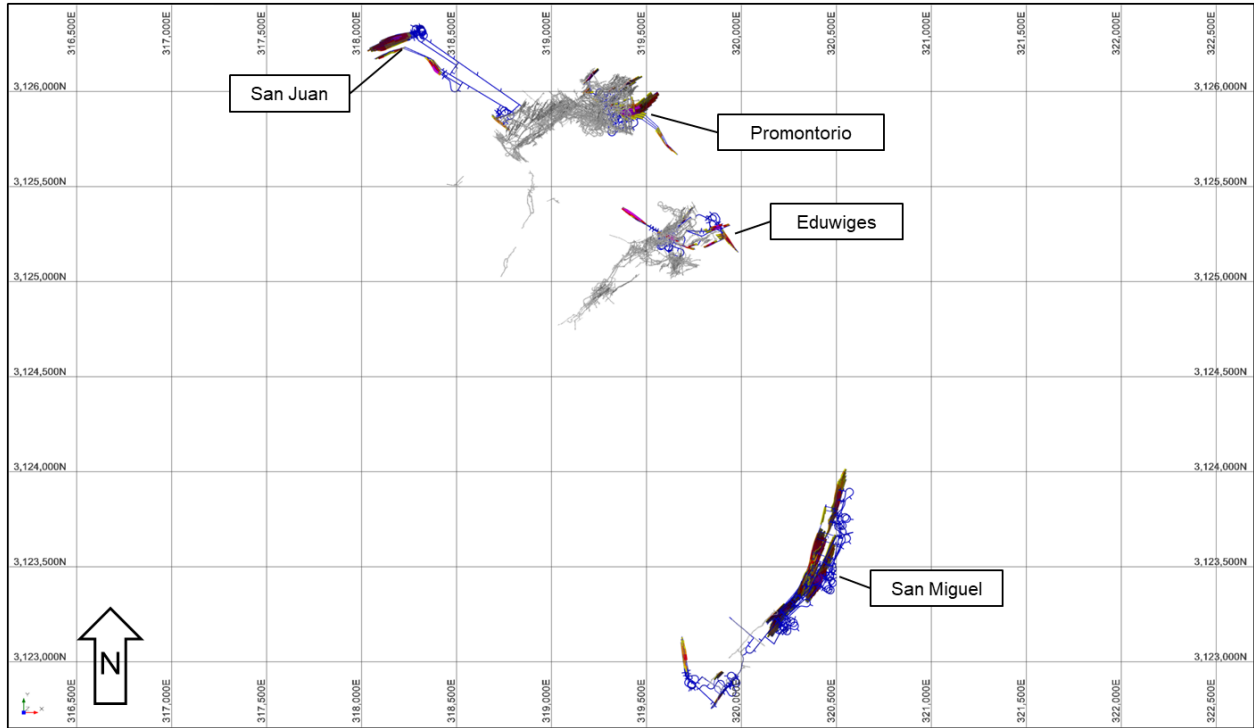 316,500E
317,000E
317,500E
318,000E
318,500E
319,000E
319,500E
320,000E
320,500E
321,000E
321,500E
322,000E
322,500E
San Juan
3,126,000N
3,126,000N
Promontorio
3,125,500N
3,125,500N
Eduwiges
3,125,000N
3,125,000N
3,124,500N
3,124,500N
3,124,000N
3,124,000N
3,123,500N
3,123,500N
San Miguel
N
3,123,000N
3,123,000N
316,500E
317,000E
317,500E
318,000E
318,500E
319,000E
319,500E
320,000E
320,500E
321,000E
321,500E
322,000E
322,500E